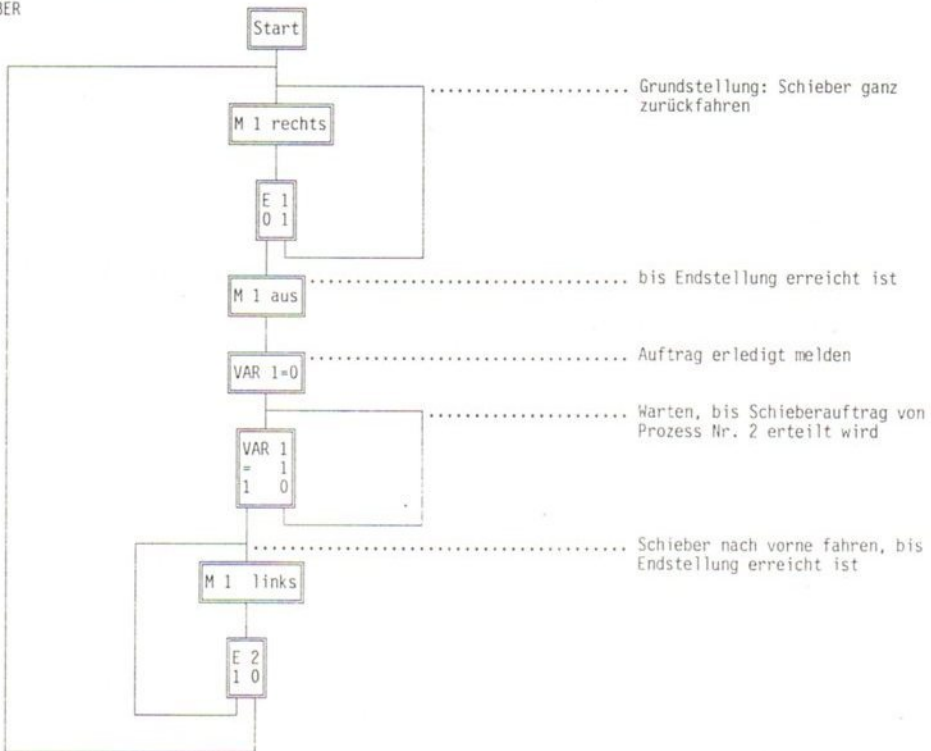 BER
Start
Grundstellung: Schieber ganz
zurückfahren
M 1 rechts
E 1
0 1
bis Endstellung erreicht ist
M 1 aus
Auftrag erledigt melden
VAR 1=0
Warten, bis Schieberauftrag von
Prozess Nr. 2 erteilt wird
VAR 1
= 1
1 0
Schieber nach vorne fahren, bis
Endstellung erreicht ist
M 1 links
E 2
1 0